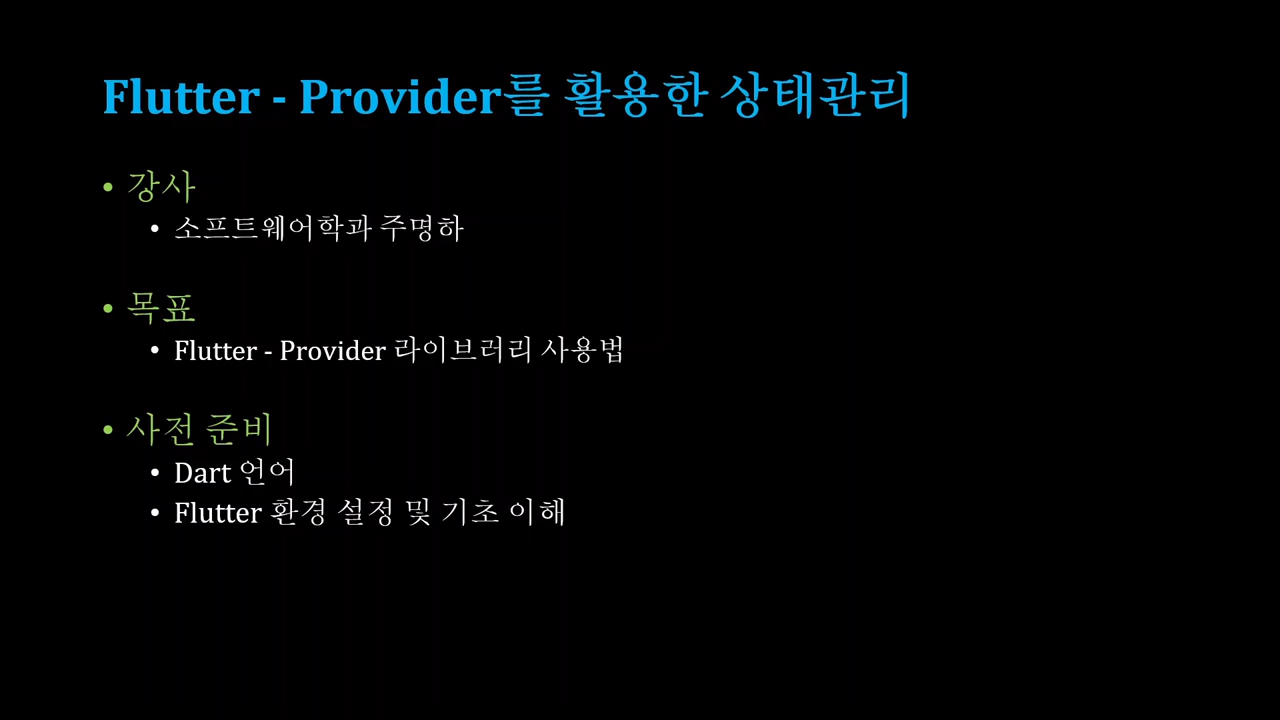 Flutter - Provider를 활용한 상태관리
• 강사
• 소프트웨어학과 주명하
• 목표
• Flutter - Provider 라이브러리 사용법
• 사전 준비
• Dart 언어
• Flutter 환경 설정 및 기초 이해